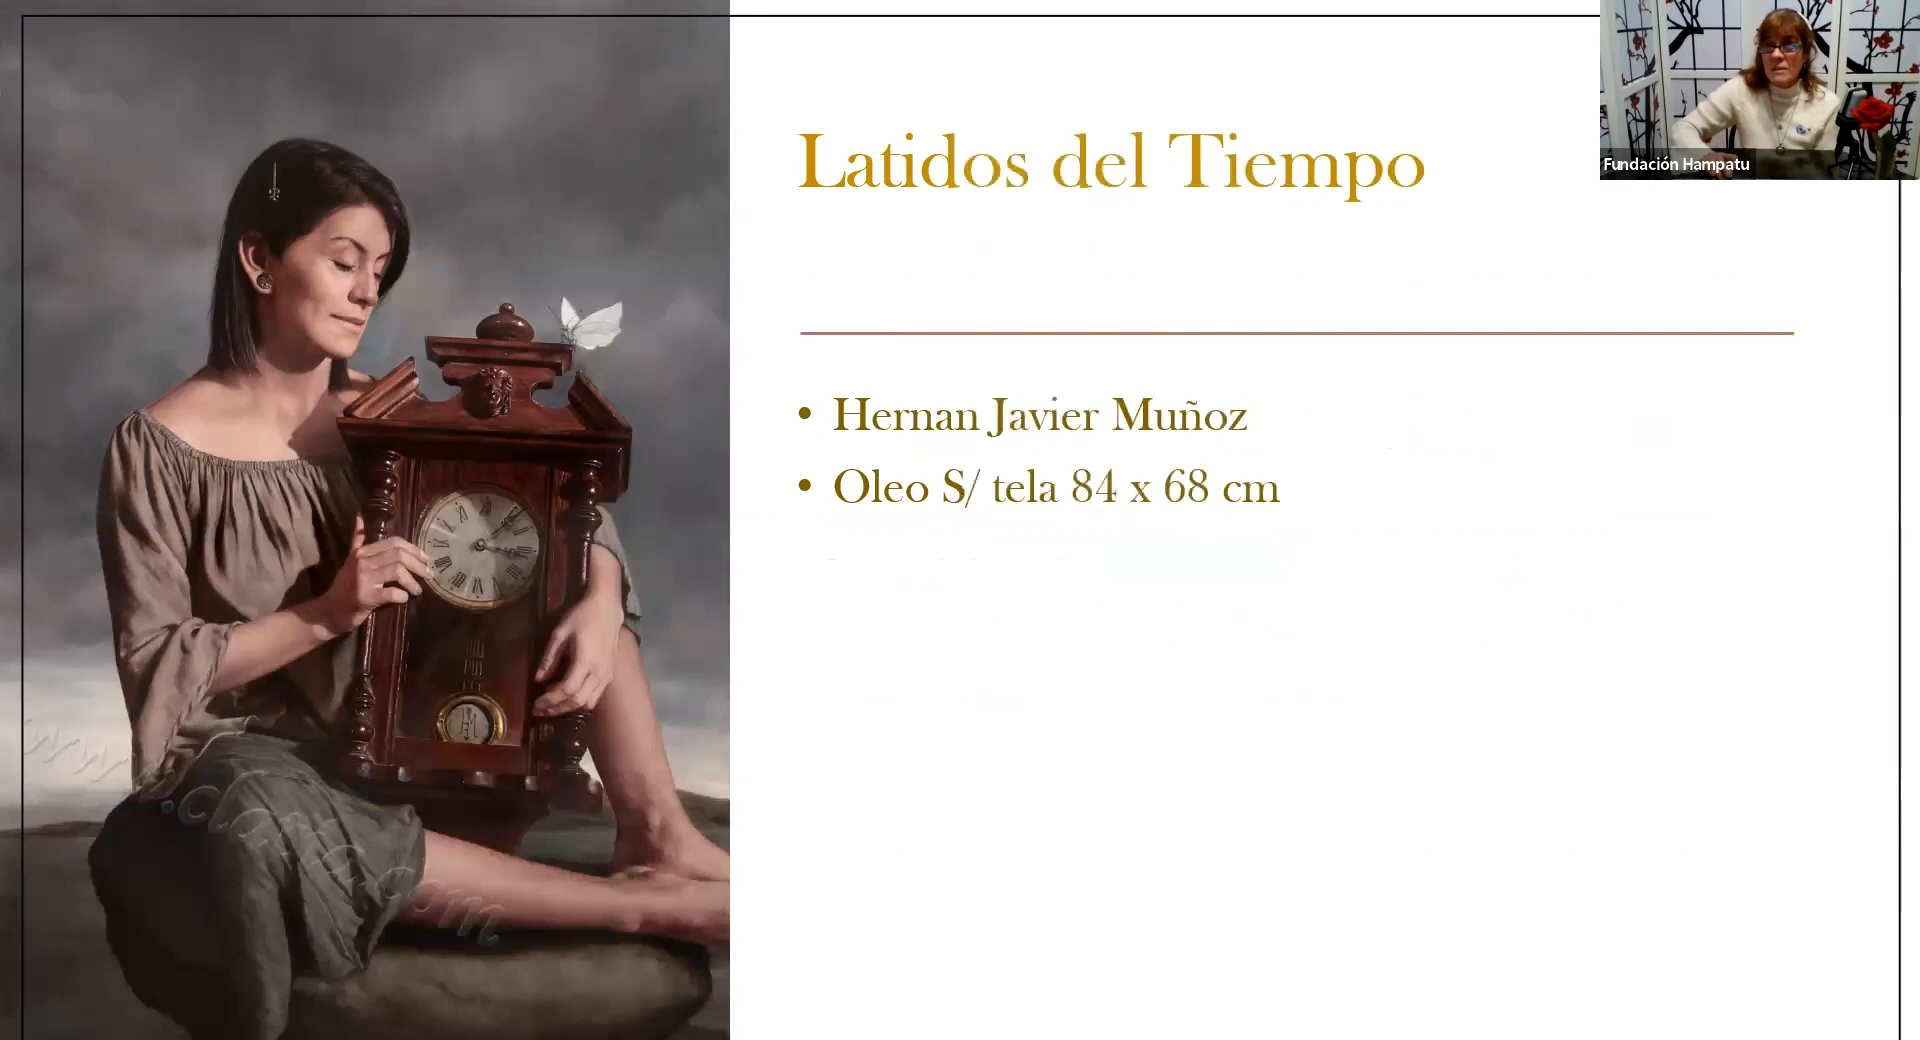 Latidos del Tiempo
Fundación Hampatu
• Hernan Javier Muñoz
• Oleo S/ tela 84 x 68 cm